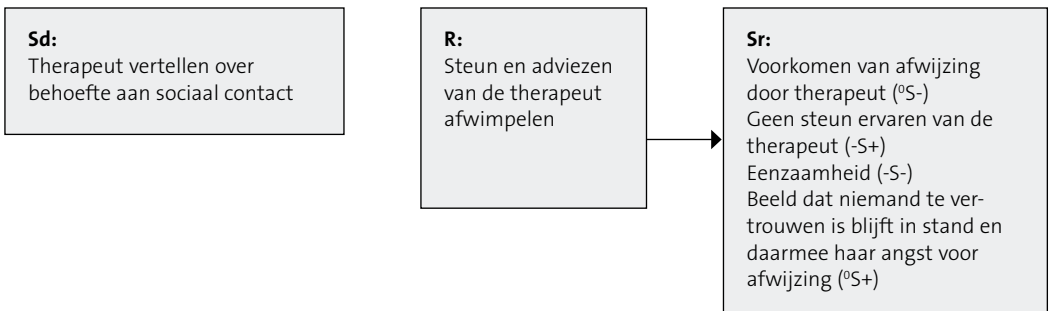 Sd:
Therapeut vertellen over
behoefte aan sociaal contact
R:
Steun en adviezen
van de therapeut
afwimpelen
Sr:
Voorkomen van afwijzing
door therapeut (⁰S-)
Geen steun ervaren van de
therapeut (-S+)
Eenzaamheid (-S-)
Beeld dat niemand te ver-
trouwen is blijft in stand en
daarmee haar angst voor
afwijzing (⁰S+)